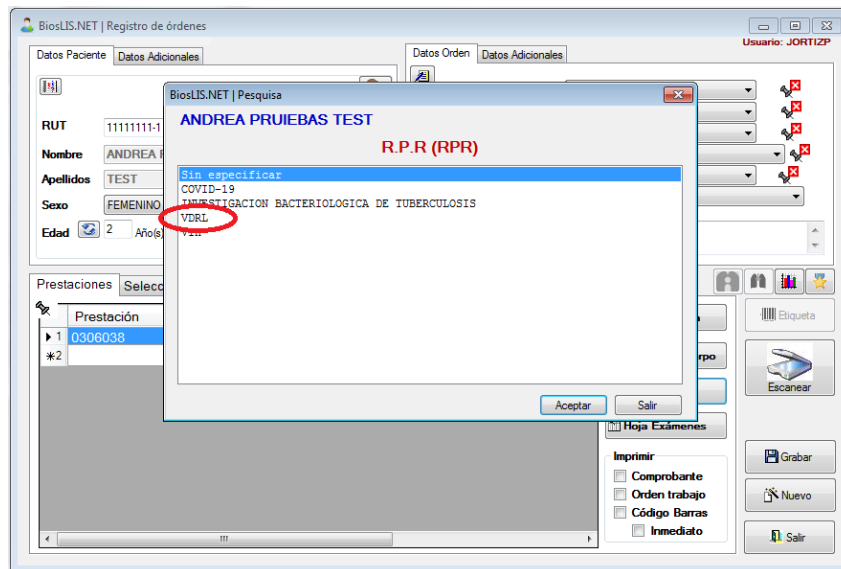 BiosLIS.NET | Registro de órdenes
Usuario: JORTIZP
Datos Paciente Datos Adicionales
Datos Orden Datos Adicionales
BiosLIS.NET | Pesquisa
ANDREA PRUIEBAS TEST
R.P.R (RPR)
Sin especificar
COVID-19
INVESTIGACION BACTERIOLOGICA DE TUBERCULOSIS
VDRL
RUT 11111111-1
Nombre ANDREA
Apellidos TEST
Sexo FEMENINO
Edad 2 Año(s)
Aceptar Salir
Prestaciones
Prestación
1 0306038
2
Etiqueta
Escanear
Hoja Exámenes
Imprimir
Comprobante
Orden trabajo
Código Barras
Inmediato
Grabar
Nuevo
Salir